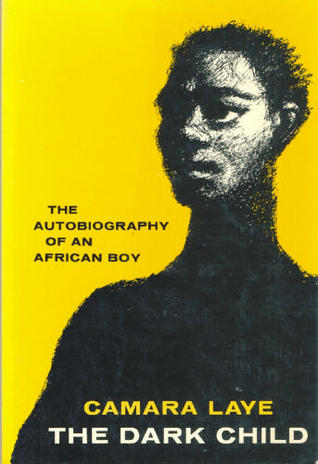 THE
AUTOBIOGRAPHY
OF AN
AFRICAN BOY
CAMARA LAYE
THE DARK CHILD